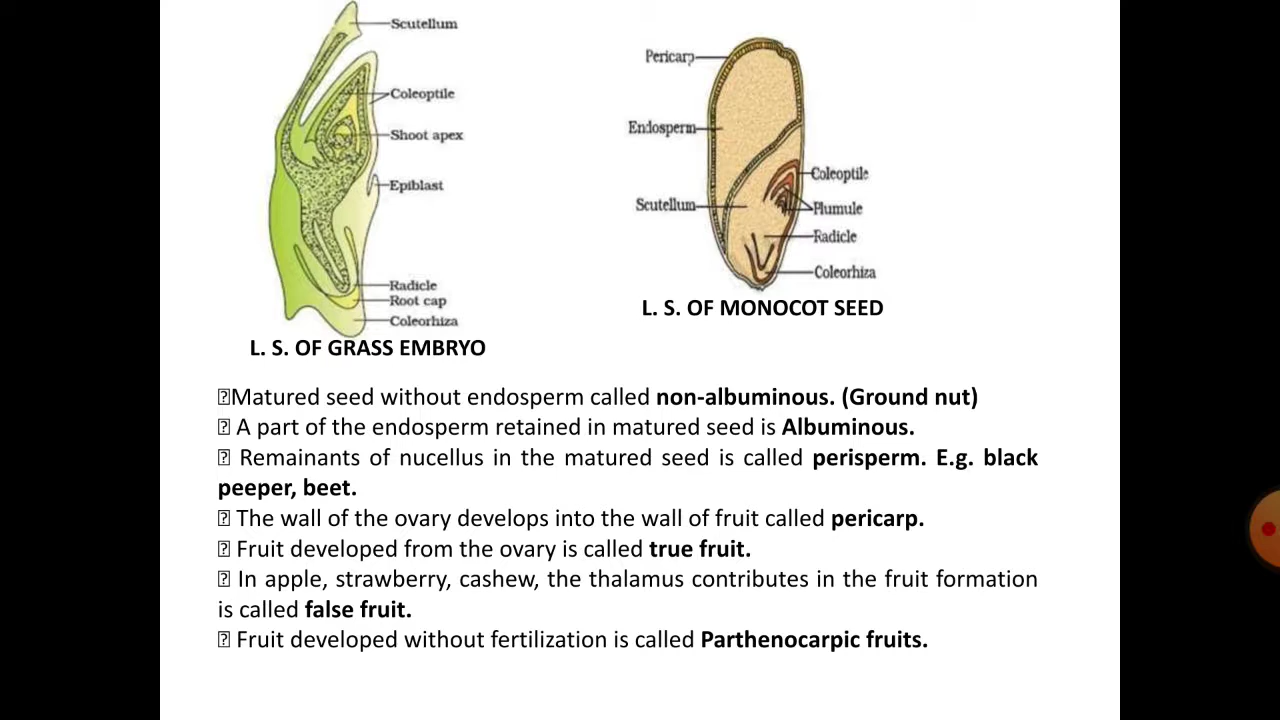 Scutellum
Coleoptile
Shoot apex
Epiblast
Radicle
Root cap
Coleorhiza
L. S. OF GRASS EMBRYO
Pericarp
Endosperm
Scutellum
Coleoptile
Plumule
Radicle
Coleorhiza
L. S. OF MONOCOT SEED
⍰Matured seed without endosperm called non-albuminous. (Ground nut)
⍰ A part of the endosperm retained in matured seed is Albuminous.
⍰ Remainants of nucellus in the matured seed is called perisperm. E.g. black
peeper, beet.
⍰ The wall of the ovary develops into the wall of fruit called pericarp.
⍰ Fruit developed from the ovary is called true fruit.
⍰ In apple, strawberry, cashew, the thalamus contributes in the fruit formation
is called false fruit.
⍰ Fruit developed without fertilization is called Parthenocarpic fruits.